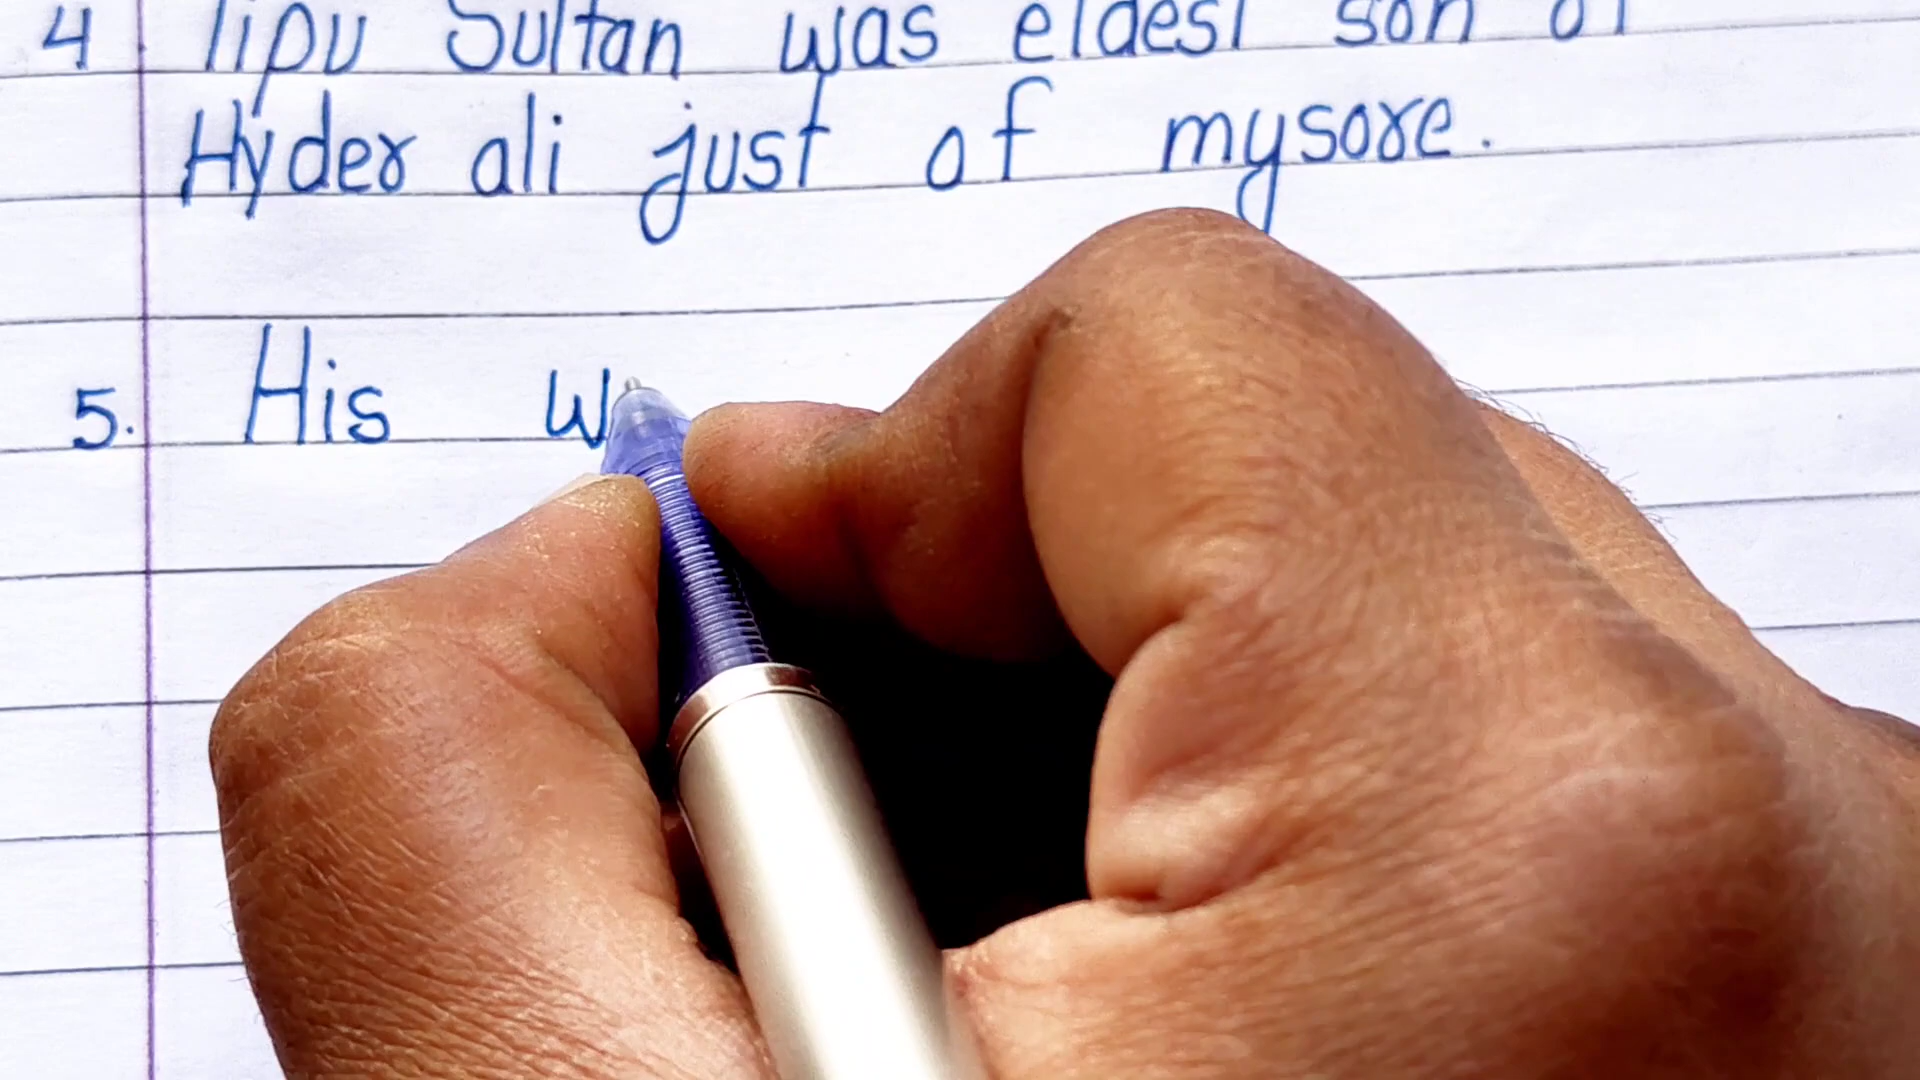 4 Tipu Sultan was eldest son of
Hyder ali just of mysore.
5. His w